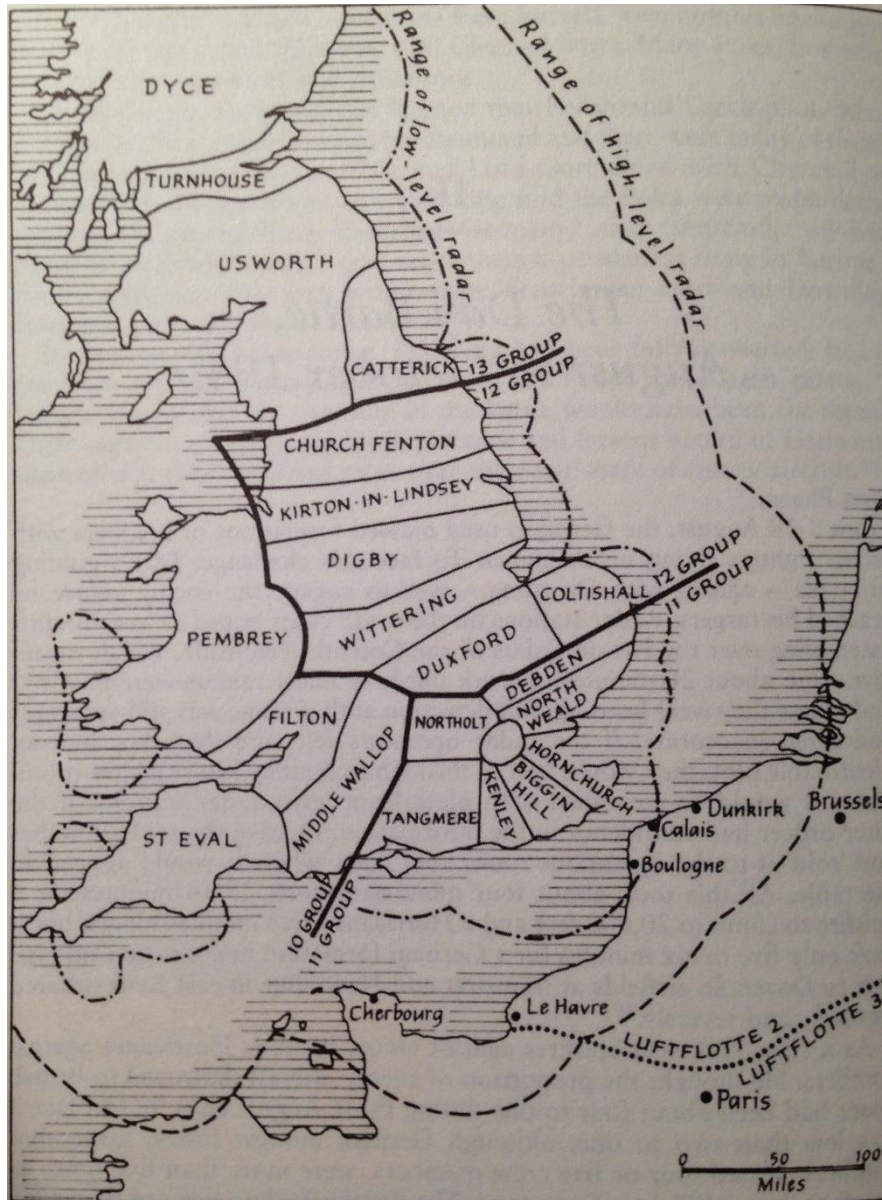 DYCE
TURNHOUSE
USWORTH
CATTERICK
Range of low-level radar
Range of high-level radar
13 GROUP
12 GROUP
CHURCH FENTON
KIRTON-IN-LINDSEY
DIGBY
WITTERING
DUXFORD
COLTISHALL
12 GROUP
11 GROUP
PEMBREY
FILTON
MIDDLE WALLOP
ST EVAL
NORTHOLT
DEBDEN
NORTH
WEALD
HORNCHURCH
BIGGIN
HILL
KENLEY
TANGMERE
10 GROUP
11 GROUP
Dunkirk
Calais
Boulogne
Brussels
Cherbourg
Le Havre
LUFTFLOTTE 2
LUFTFLOTTE 3
Paris
0 50 100
Miles